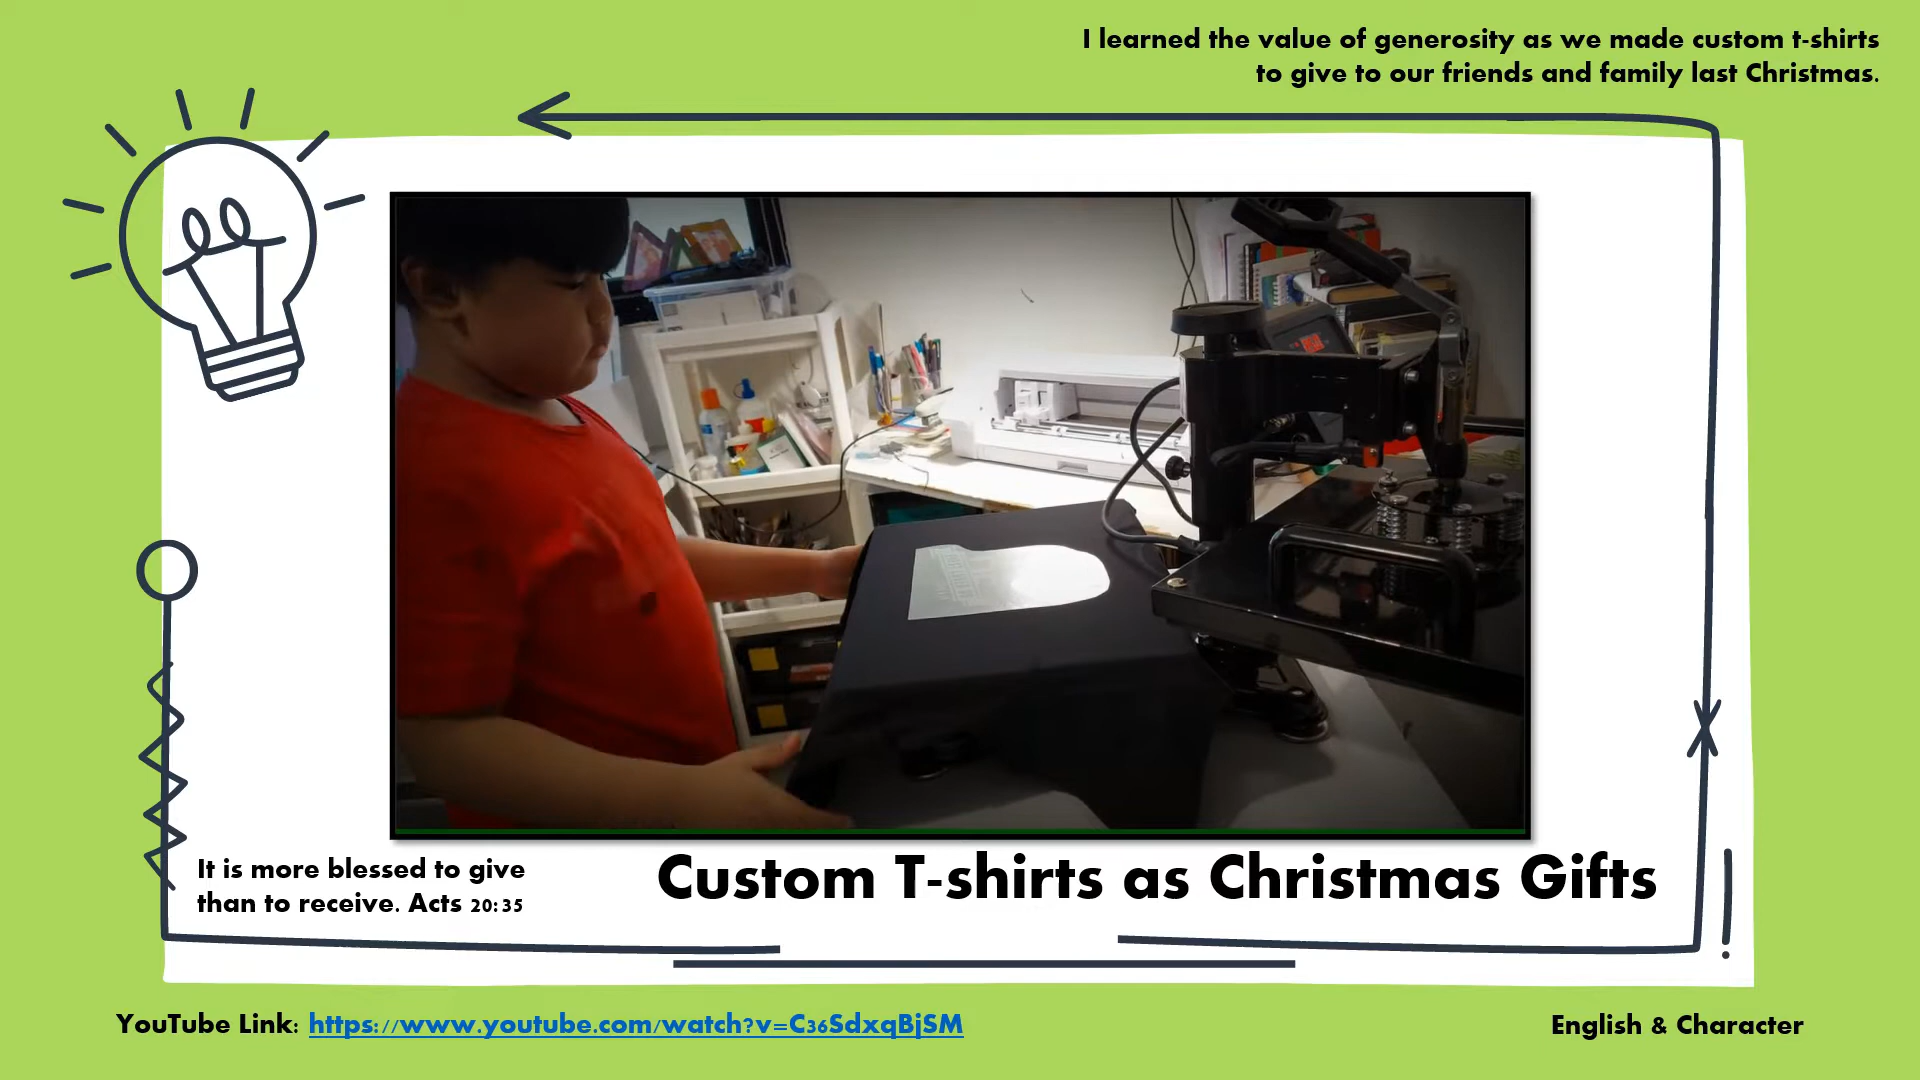 I learned the value of generosity as we made custom t-shirts
to give to our friends and family last Christmas.
It is more blessed to give
than to receive. Acts 20:35
Custom T-shirts as Christmas Gifts
YouTube Link: https://www.youtube.com/watch?v=C36SdxqBjSM
English & Character